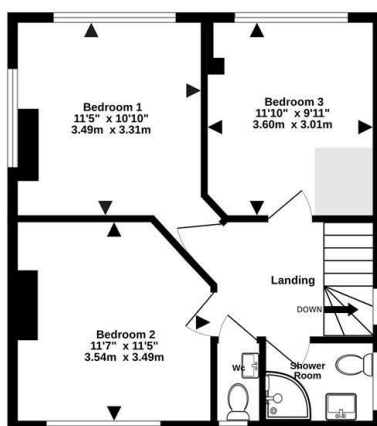 Bedroom 1
11'5" x 10'10"
3.49m x 3.31m
Bedroom 3
11'10" x 9'11"
3.60m x 3.01m
Landing
DOWN
Bedroom 2
11'7" x 11'5"
3.54m x 3.49m
Wc
Shower
Room